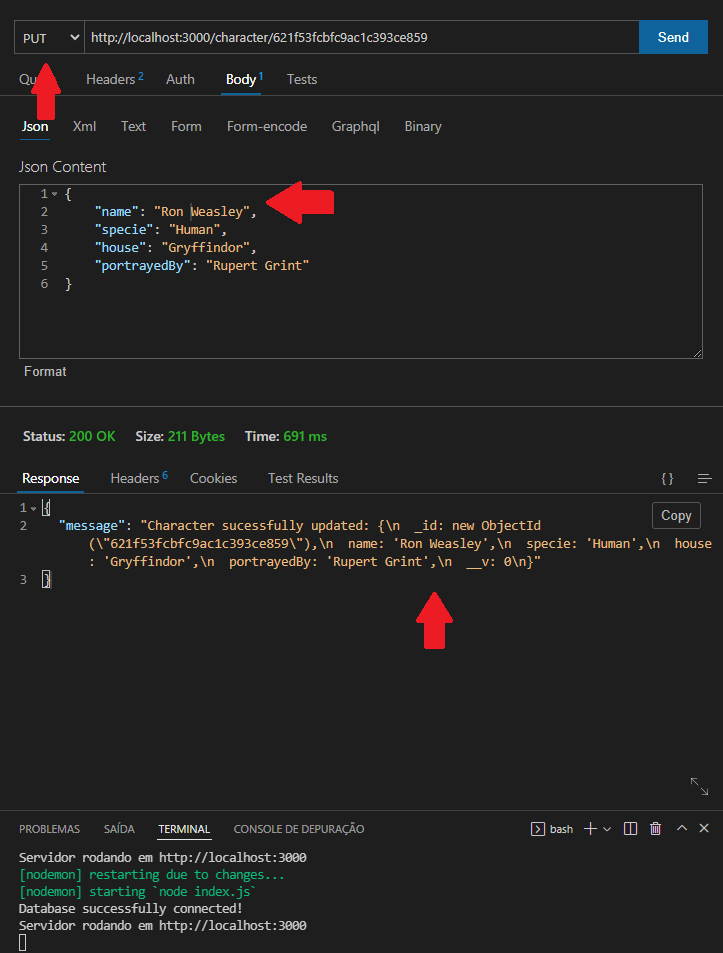 PUT http://localhost:3000/character/621f53fcbfc9ac1c393ce859 Send
Headers 2 Auth Body 1 Tests
Json Xml Text Form Form-encode Graphql Binary
Json Content
1 {
2 "name": "Ron Weasley",
3 "specie": "Human",
4 "house": "Gryffindor",
5 "portrayedBy": "Rupert Grint"
6 }
Format
Status: 200 OK Size: 211 Bytes Time: 691 ms
Response Headers 6 Cookies Test Results { }
1 {
Copy
2 "message": "Character sucessfully updated: {\n  _id: new ObjectId
(\"621f53fcbfc9ac1c393ce859\"),\n  name: 'Ron Weasley',\n  specie: 'Human',\n  house
: 'Gryffindor',\n  portrayedBy: 'Rupert Grint',\n  __v: 0\n}"
3 }
PROBLEMAS SAÍDA TERMINAL CONSOLE DE DEPURAÇÃO bash
Servidor rodando em http://localhost:3000
[nodemon] restarting due to changes...
[nodemon] starting `node index.js`
Database successfully connected!
Servidor rodando em http://localhost:3000